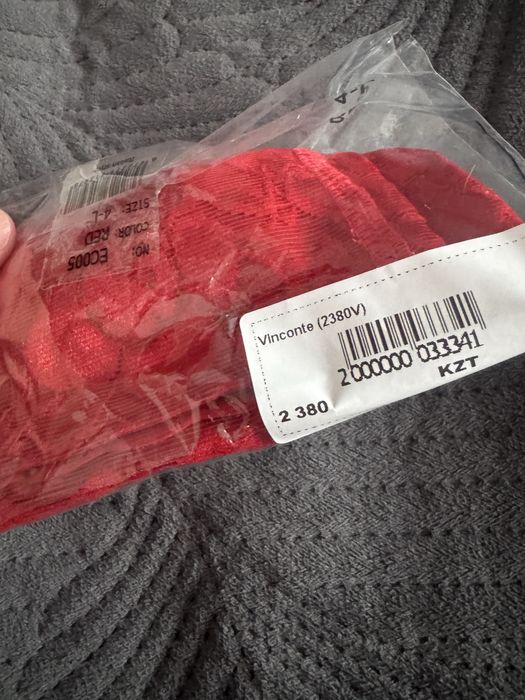 NO: EC005
COLOR: RED
SIZE: 4-L
Vinconte (2380V)
2 000000 033341
2 380
KZT